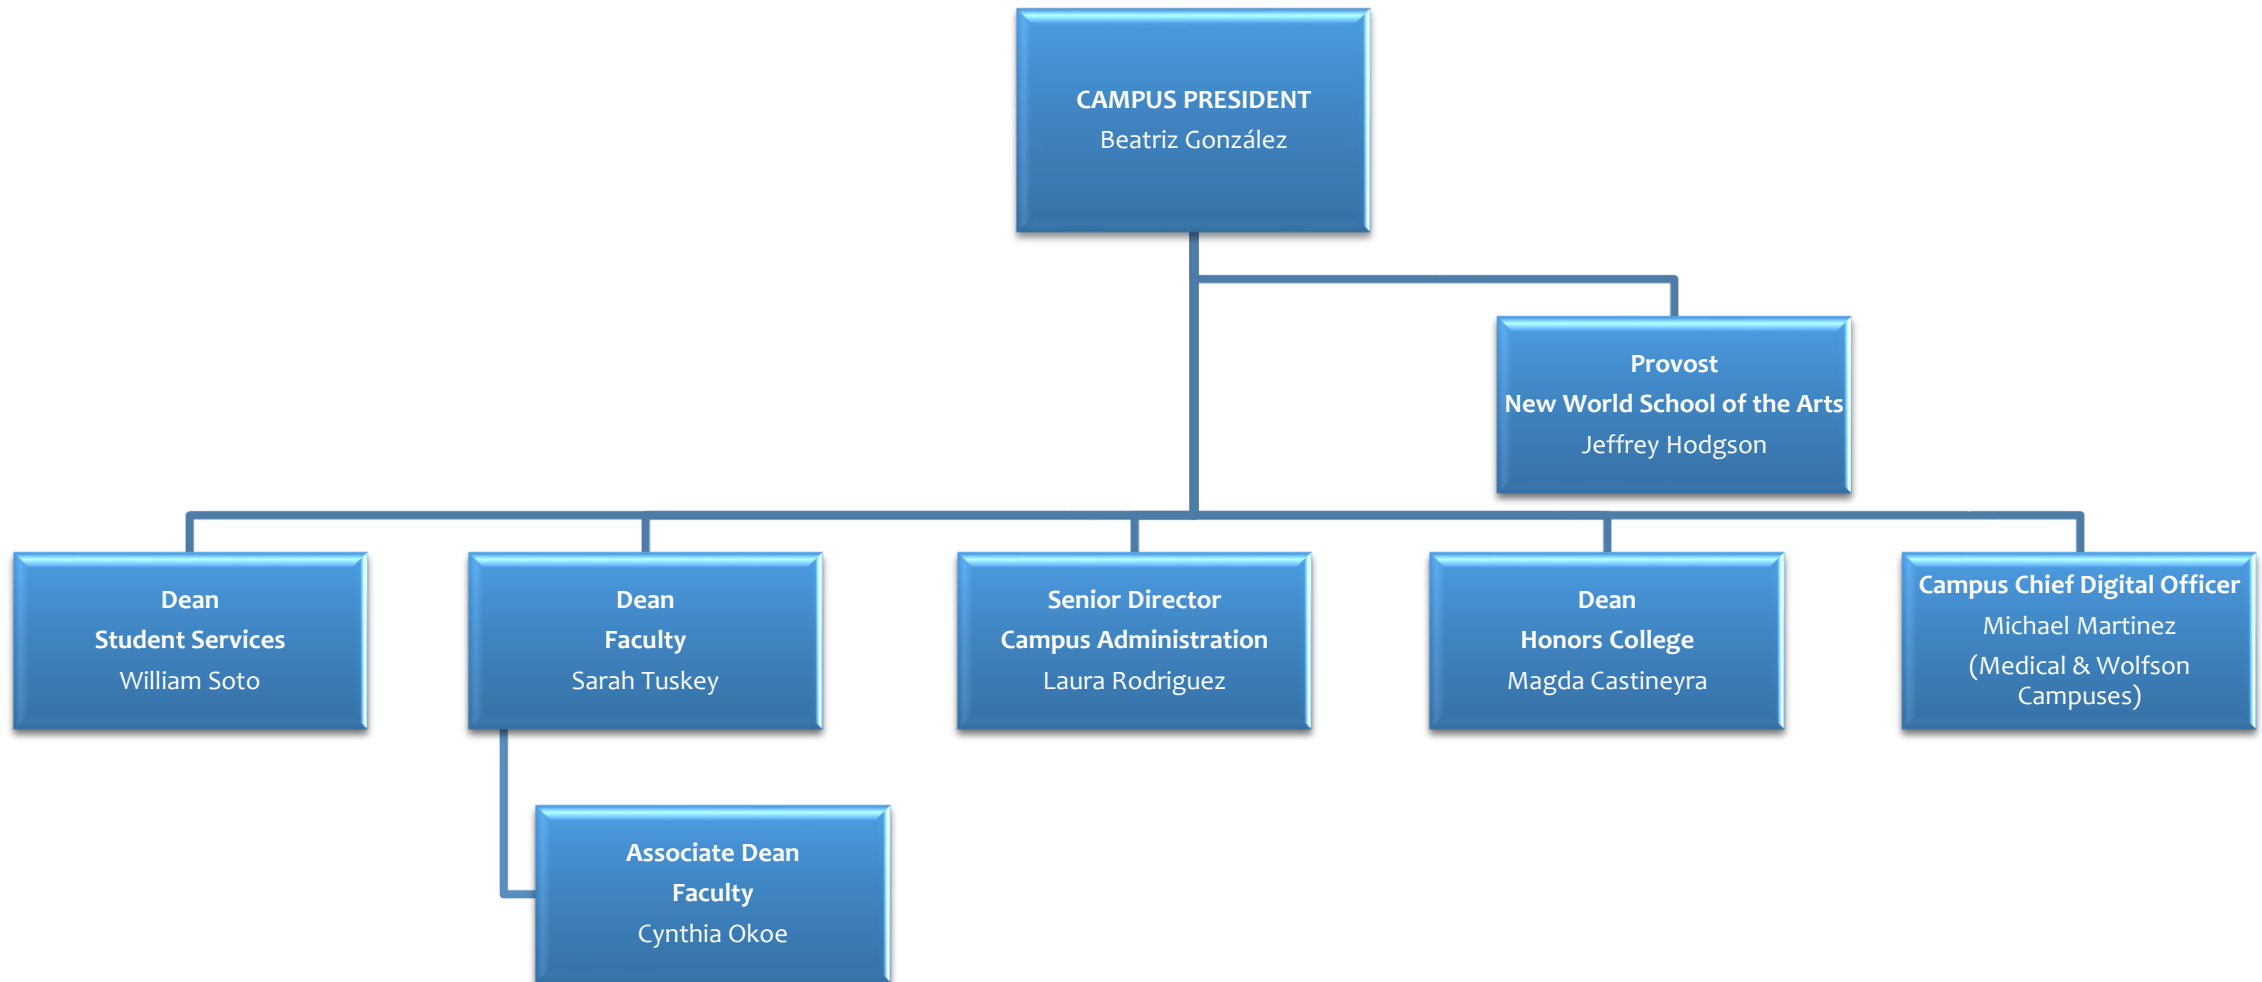 CAMPUS PRESIDENT
Beatriz González
Provost
New World School of the Arts
Jeffrey Hodgson
Dean
Student Services
William Soto
Dean
Faculty
Sarah Tuskey
Senior Director
Campus Administration
Laura Rodriguez
Dean
Honors College
Magda Castineyra
Campus Chief Digital Officer
Michael Martinez
(Medical & Wolfson
Campuses)
Associate Dean
Faculty
Cynthia Okoe